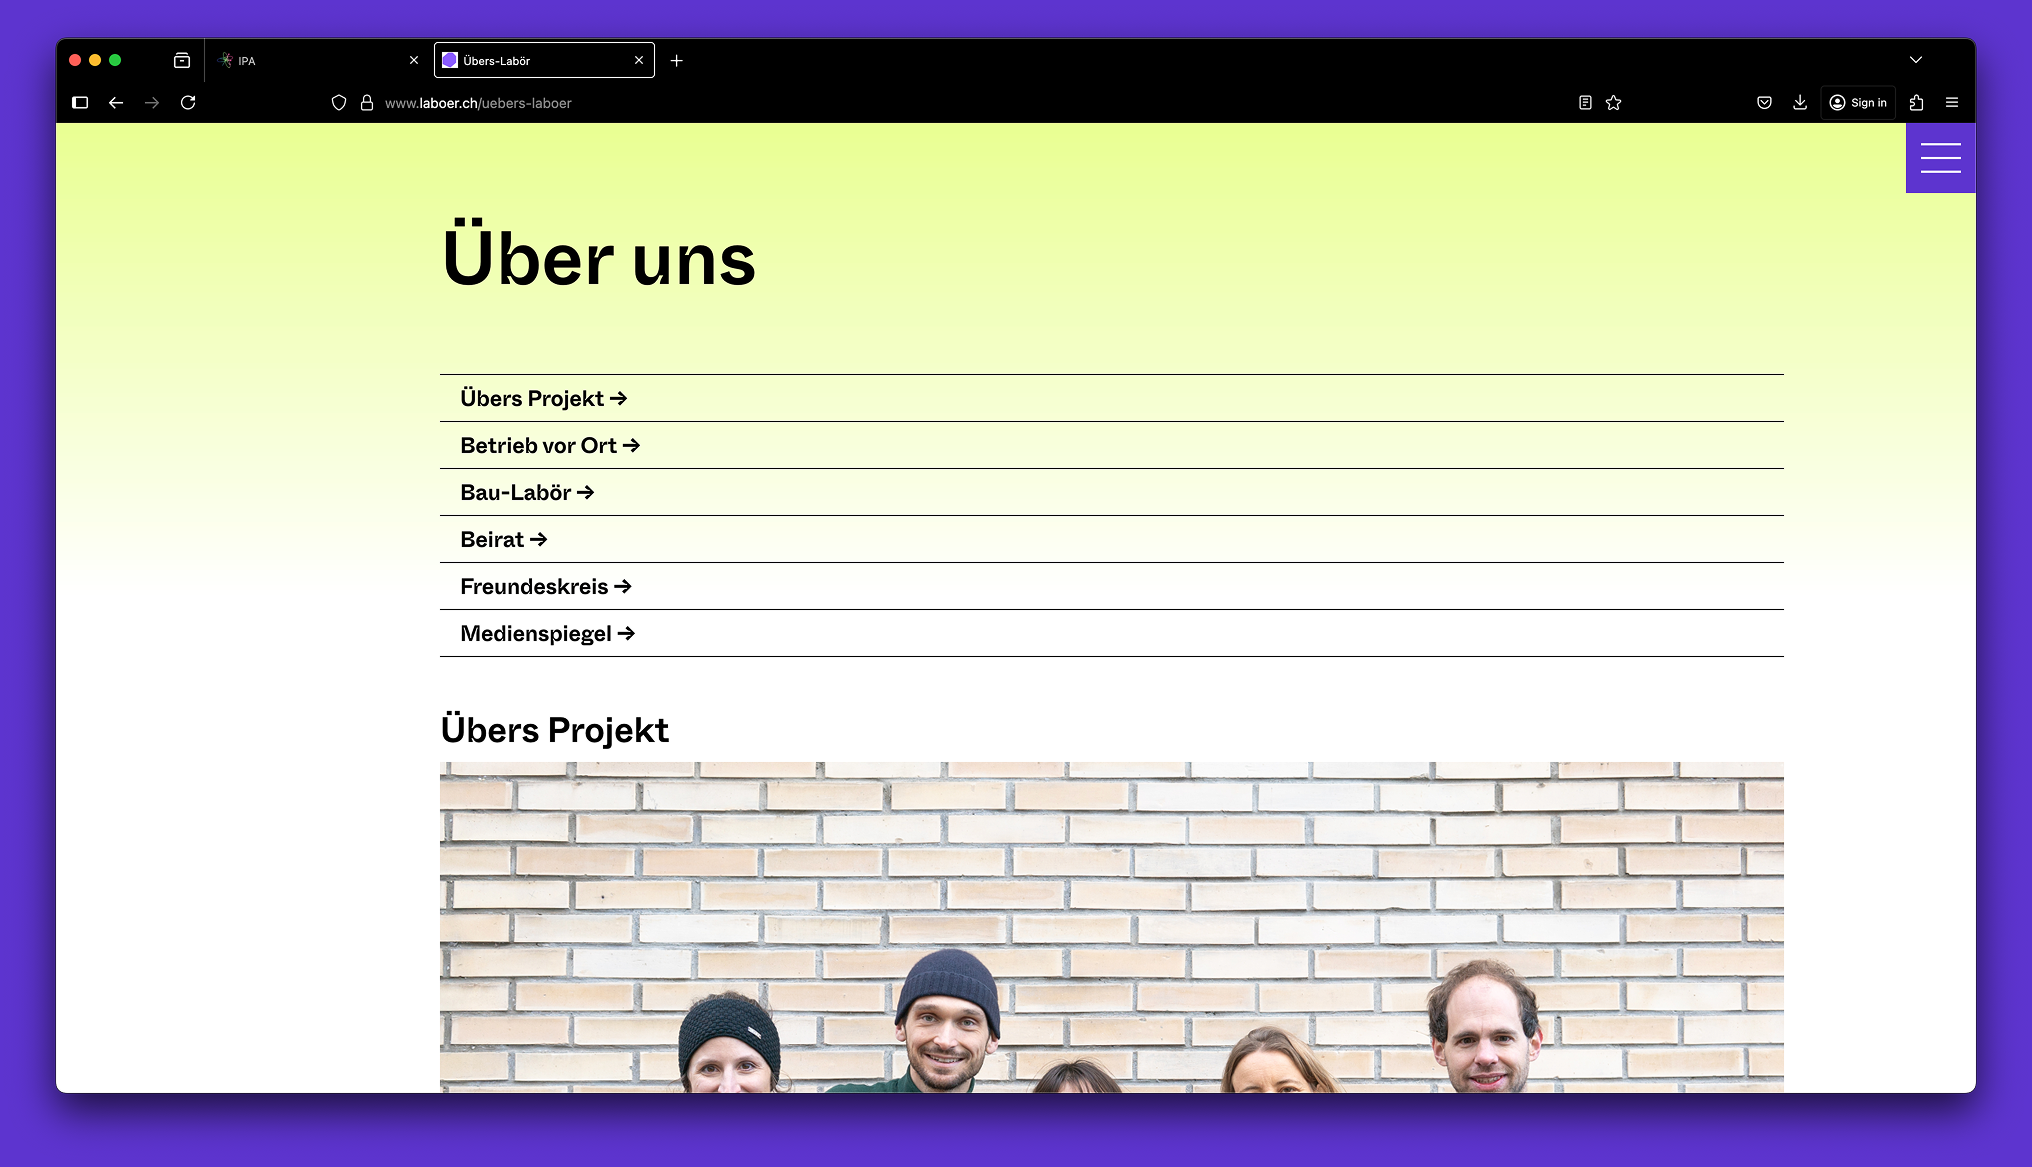 IPA
Übers-Labör
www.laboer.ch/uebers-laboer
Sign in
Über uns
Übers Projekt →
Betrieb vor Ort →
Bau-Labör →
Beirat →
Freundeskreis →
Medienspiegel →
Übers Projekt